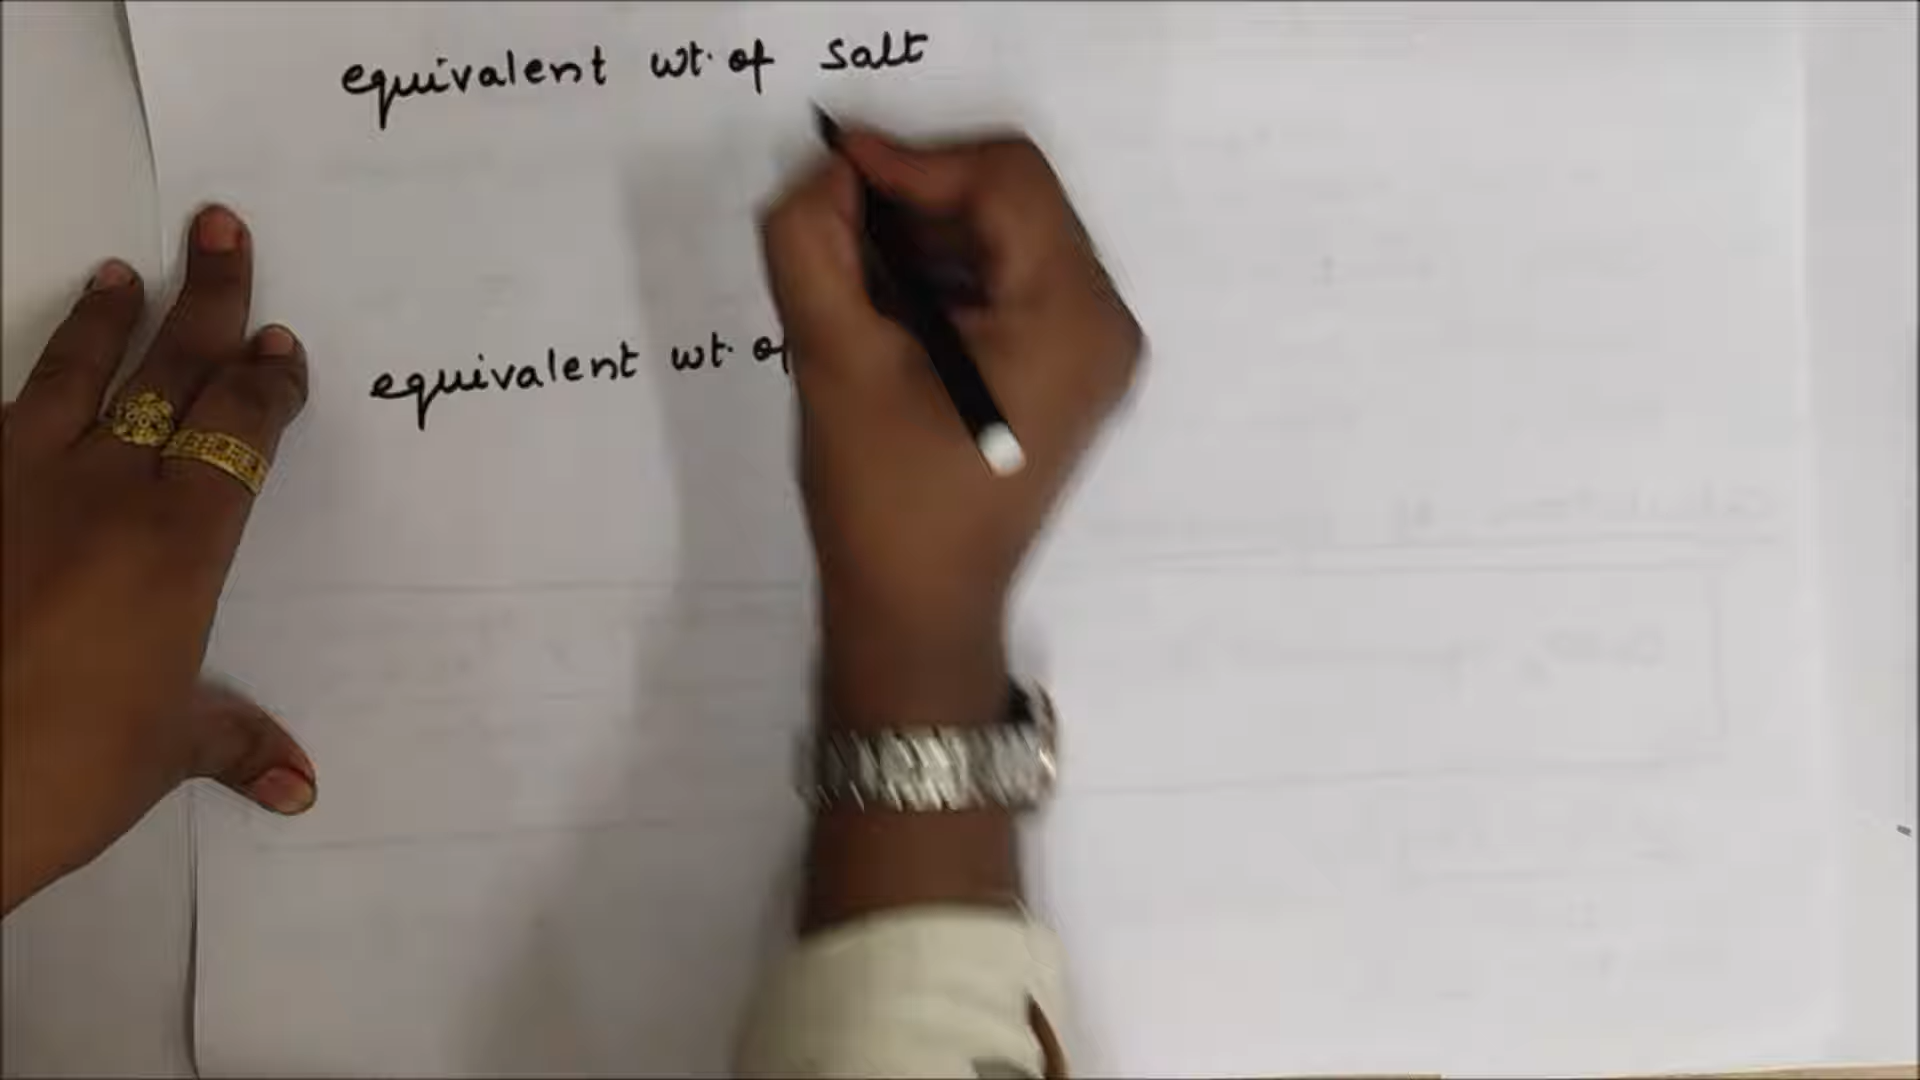 equivalent wt. of salt
equivalent wt. of